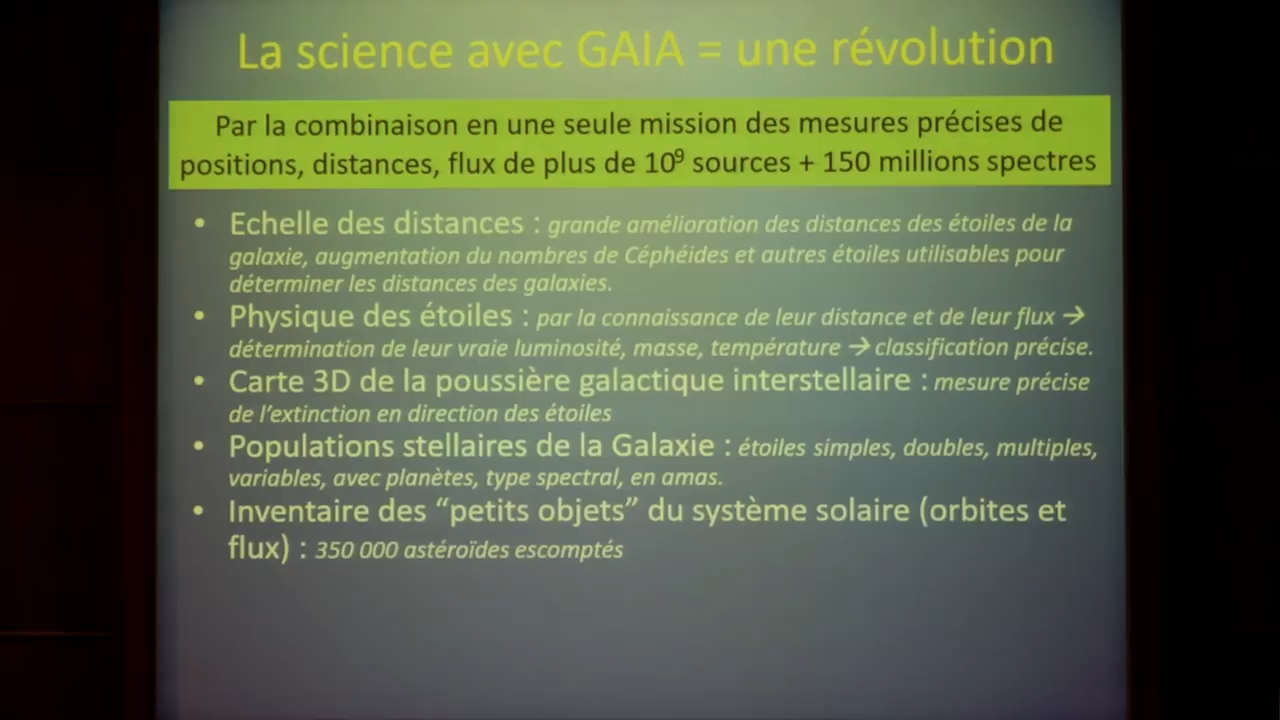 La science avec GAIA = une révolution
Par la combinaison en une seule mission des mesures précises de
positions, distances, flux de plus de 10⁹ sources + 150 millions spectres
• Echelle des distances : grande amélioration des distances des étoiles de la
galaxie, augmentation du nombres de Céphéides et autres étoiles utilisables pour
déterminer les distances des galaxies.
• Physique des étoiles : par la connaissance de leur distance et de leur flux →
détermination de leur vraie luminosité, masse, température → classification précise.
• Carte 3D de la poussière galactique interstellaire : mesure précise
de l'extinction en direction des étoiles
• Populations stellaires de la Galaxie : étoiles simples, doubles, multiples,
variables, avec planètes, type spectral, en amas.
• Inventaire des “petits objets” du système solaire (orbites et
flux) : 350 000 astéroïdes escomptés